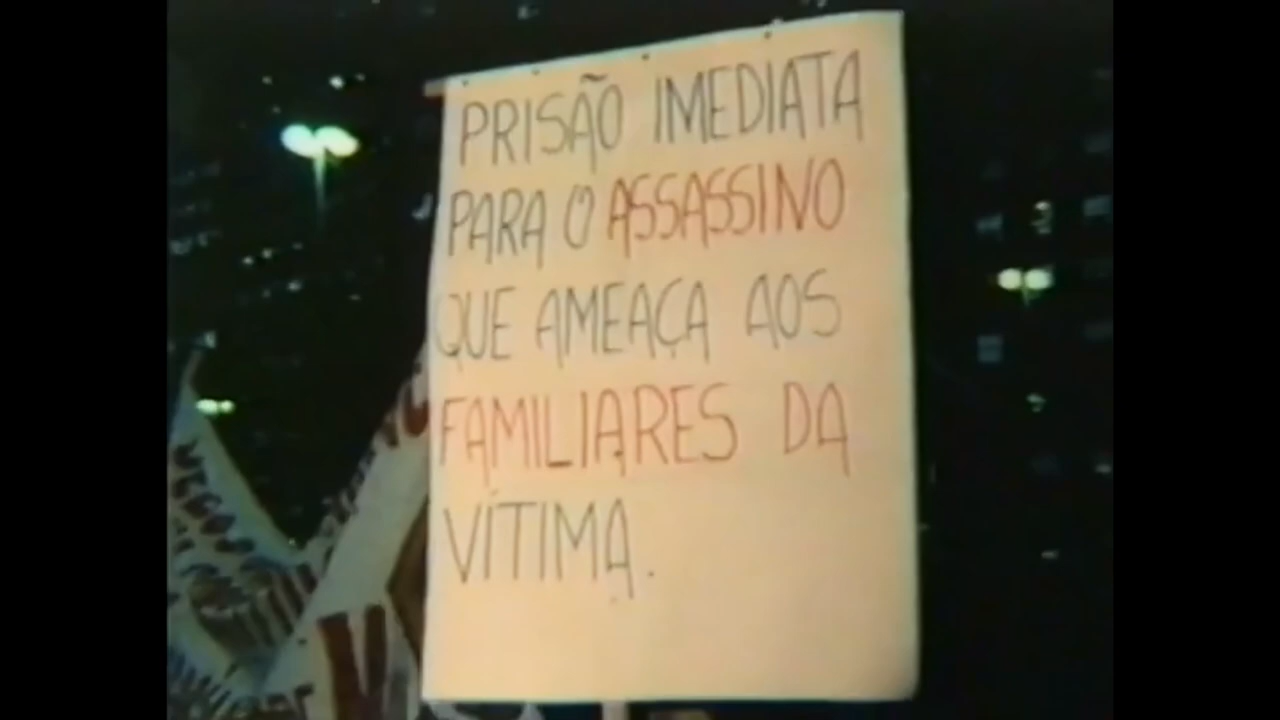 PRISÃO IMEDIATA
PARA O ASSASSINO
QUE AMEAÇA AOS
FAMILIARES DA
VÍTIMA.